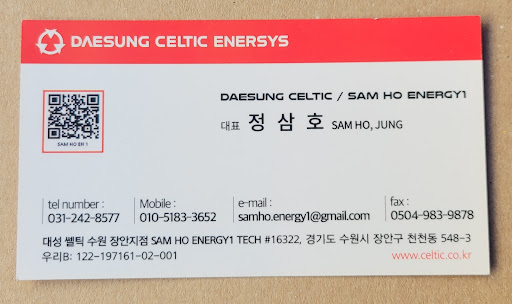 DAESUNG CELTIC ENERSYS
SAM HO EN 1
DAESUNG CELTIC / SAM HO ENERGY1
대표 정 삼 호 SAM HO, JUNG
tel number : Mobile : e-mail : fax :
031-242-8577 010-5183-3652 samho.energy1@gmail.com 0504-983-9878
대성 쎌틱 수원 장안지점 SAM HO ENERGY1 TECH #16322, 경기도 수원시 장안구 천천동 548-3
우리B: 122-197161-02-001 www.celtic.co.kr